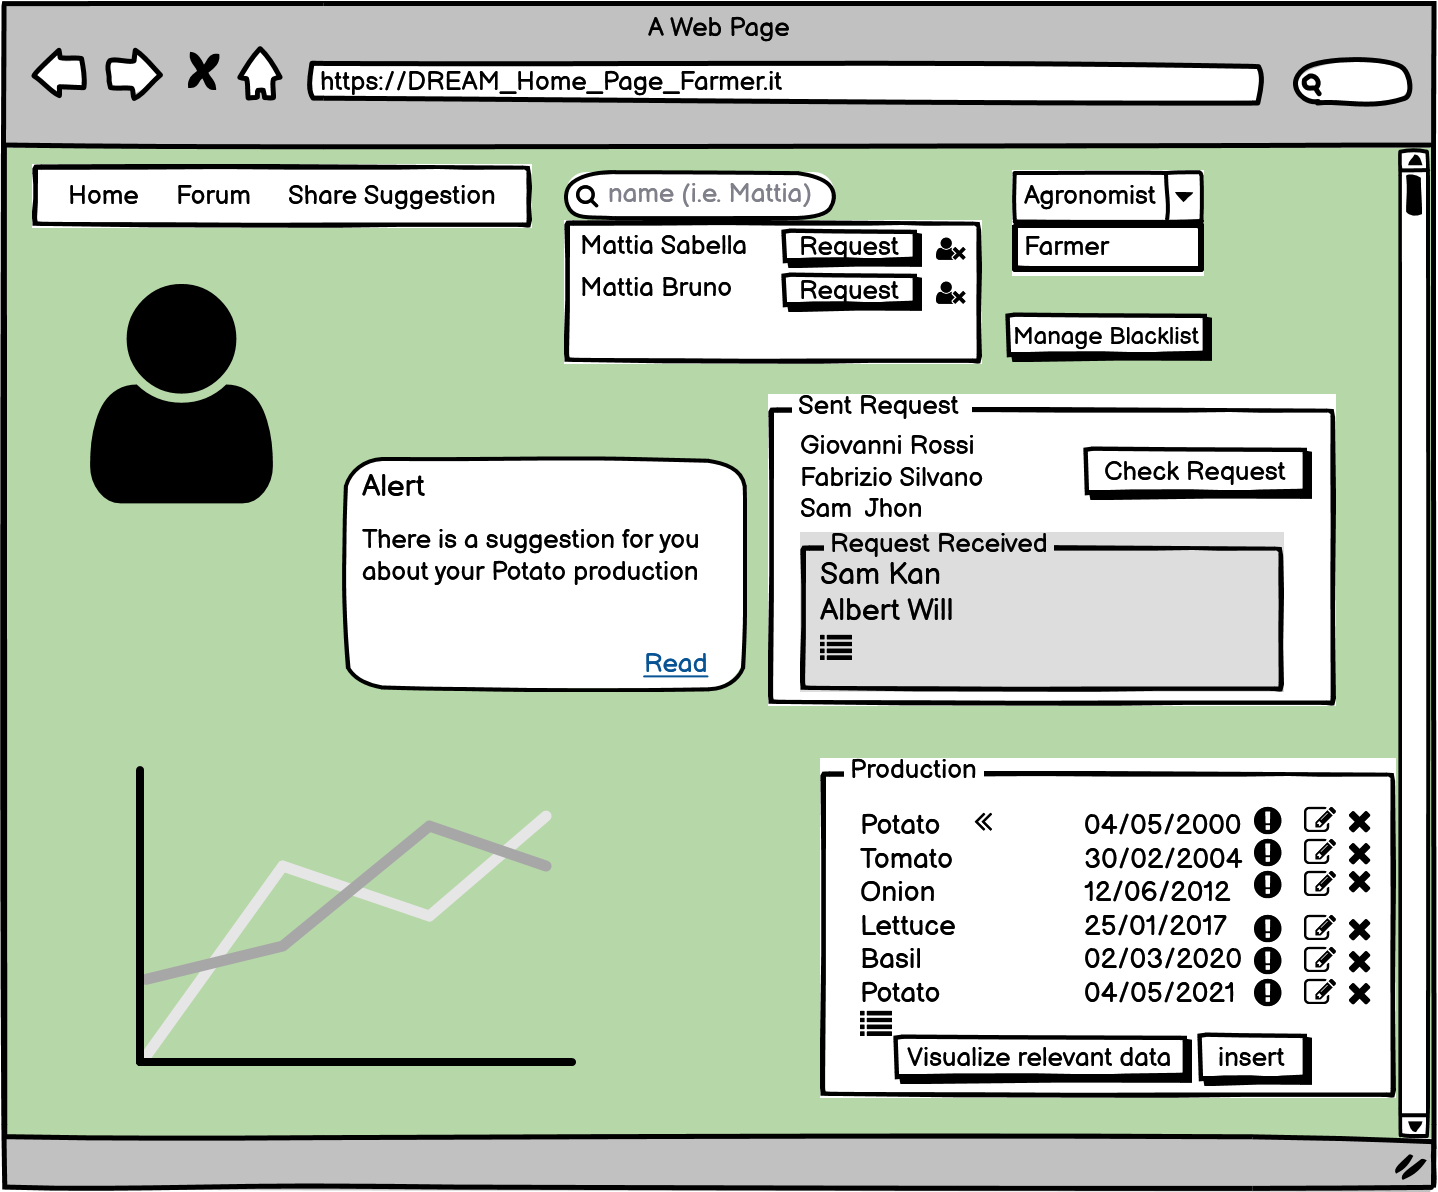 A Web Page
https://DREAM_Home_Page_Farmer.it
Home Forum Share Suggestion
name (i.e. Mattia)
Agronomist
Farmer
Mattia Sabella Request
Mattia Bruno Request
Manage Blacklist
Sent Request
Giovanni Rossi
Fabrizio Silvano
Sam Jhon
Check Request
Request Received
Sam Kan
Albert Will
Alert
There is a suggestion for you
about your Potato production
Read
Production
Potato 04/05/2000
Tomato 30/02/2004
Onion 12/06/2012
Lettuce 25/01/2017
Basil 02/03/2020
Potato 04/05/2021
Visualize relevant data insert